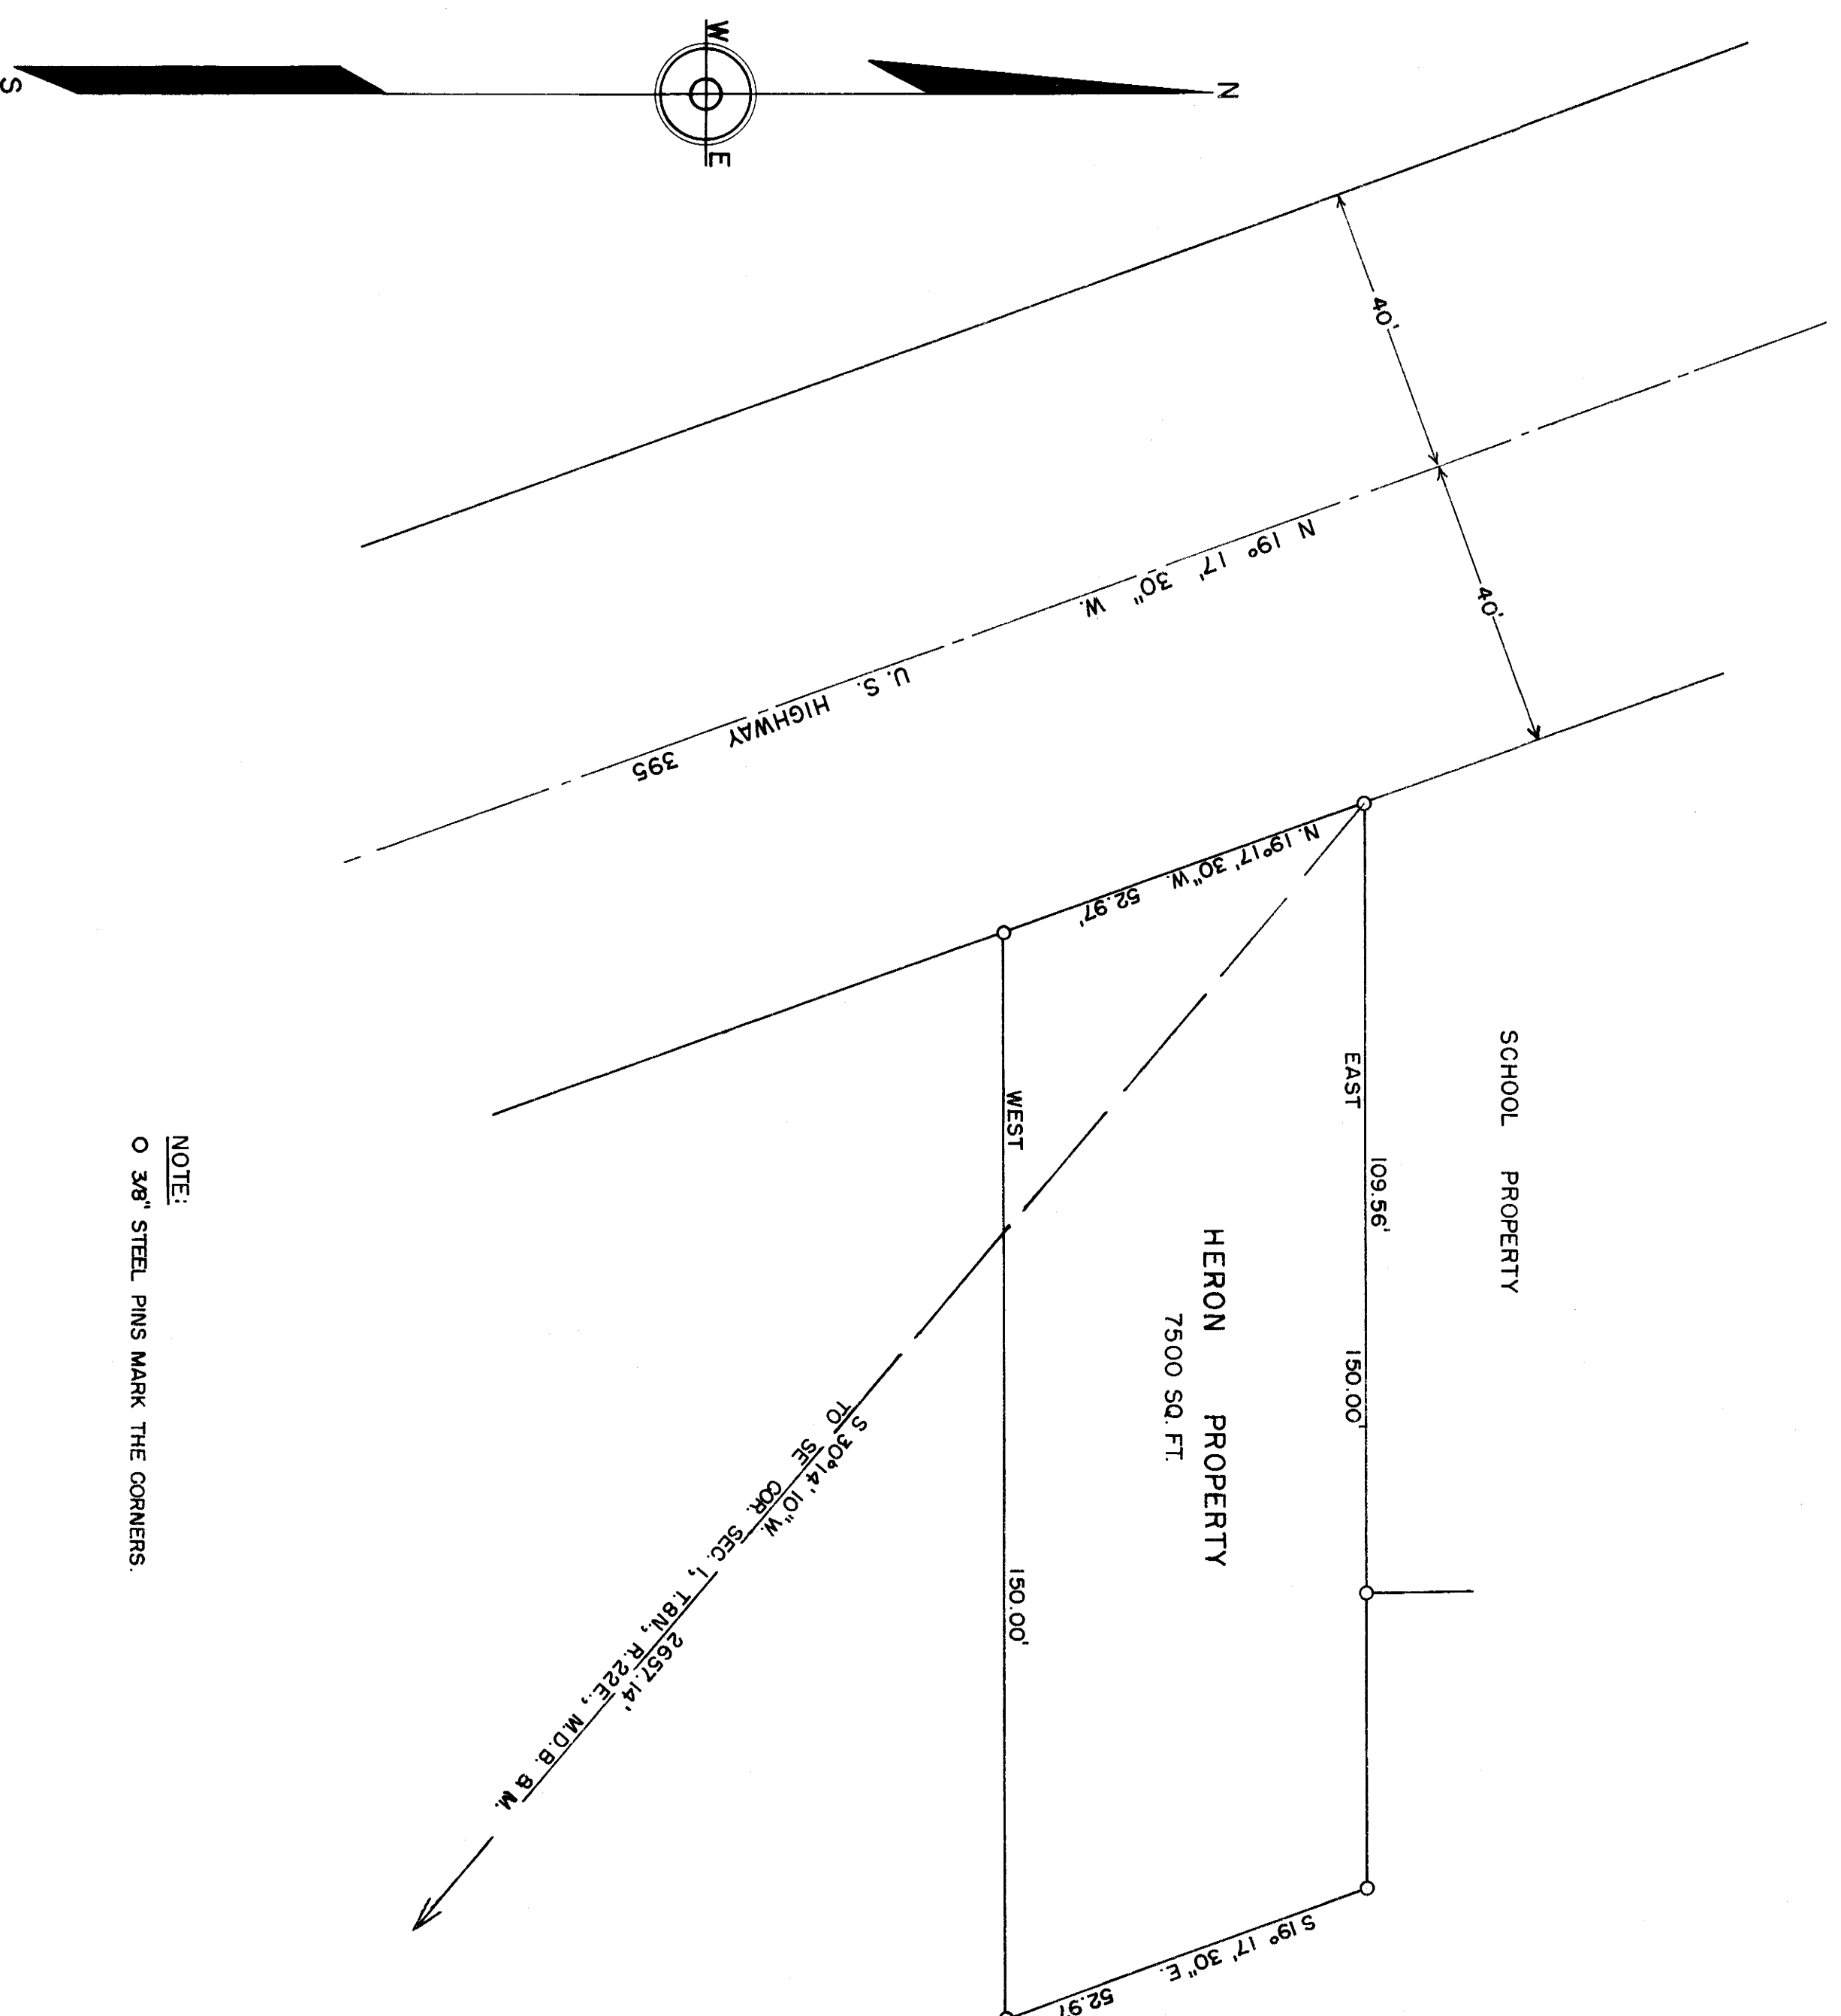 N
W
E
S
40'
40'
N 19° 17' 30" W.
U. S. HIGHWAY 395
SCHOOL PROPERTY
N. 19°17' 30" W. 52.97'
EAST
109.56'
150.00'
HERON PROPERTY
7500 SQ. FT.
WEST
150.00'
S 19° 17' 30" E.
52.97
S 30°14' 10" W. 2657.14'
TO SE COR. SEC. 1, T.8N., R.22E., M.D.B. & M.
NOTE:
O 3/8" STEEL PINS MARK THE CORNERS.